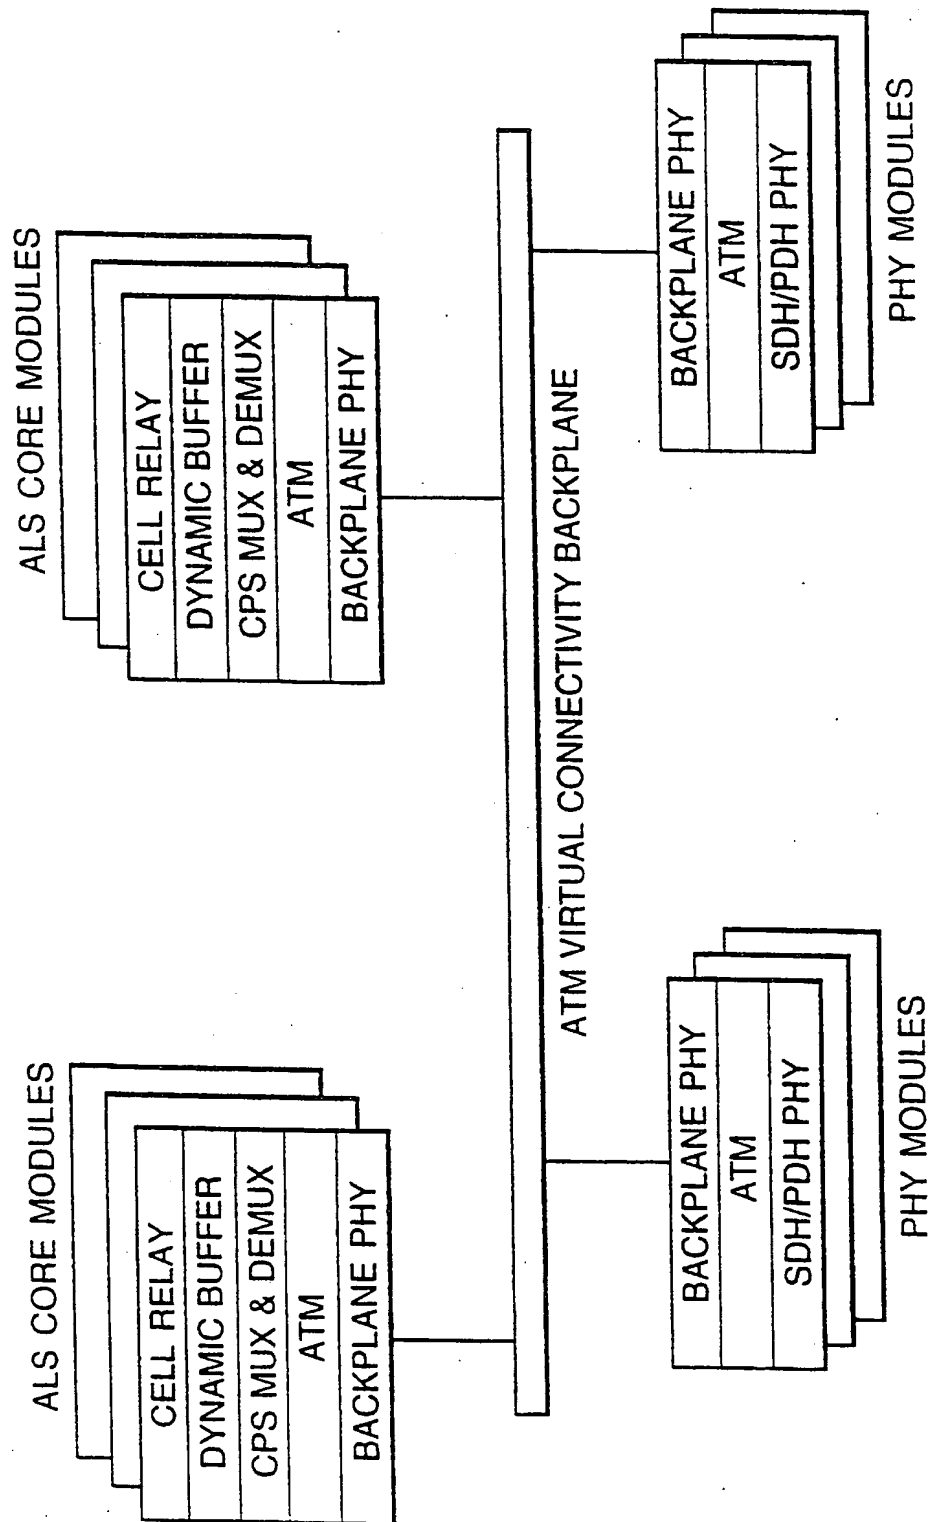 ALS CORE MODULES
CELL RELAY
DYNAMIC BUFFER
CPS MUX & DEMUX
ATM
BACKPLANE PHY
ALS CORE MODULES
CELL RELAY
DYNAMIC BUFFER
CPS MUX & DEMUX
ATM
BACKPLANE PHY
ATM VIRTUAL CONNECTIVITY BACKPLANE
BACKPLANE PHY
ATM
SDH/PDH PHY
PHY MODULES
BACKPLANE PHY
ATM
SDH/PDH PHY
PHY MODULES